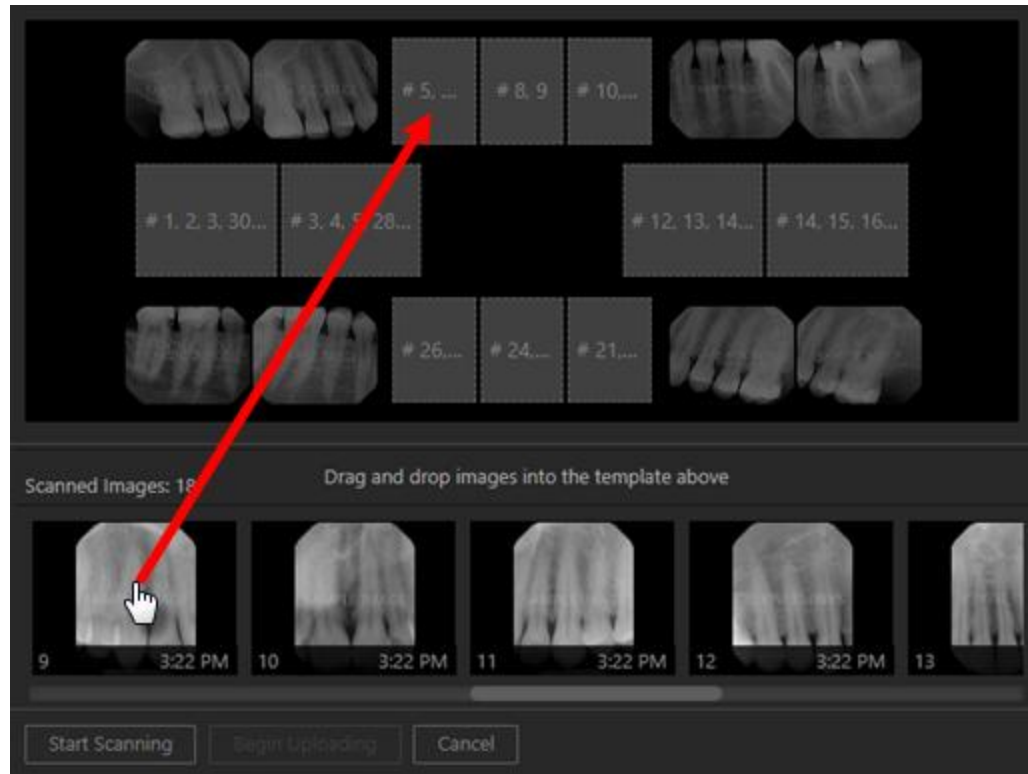 # 5, ...
# 8, 9
# 10,...
# 1, 2, 3, 30...
# 3, 4, 5, 28...
# 12, 13, 14...
# 14, 15, 16...
# 26,...
# 24,...
# 21,...
Scanned Images: 18
Drag and drop images into the template above
9 3:22 PM
10 3:22 PM
11 3:22 PM
12 3:22 PM
13
Start Scanning
Begin Uploading
Cancel